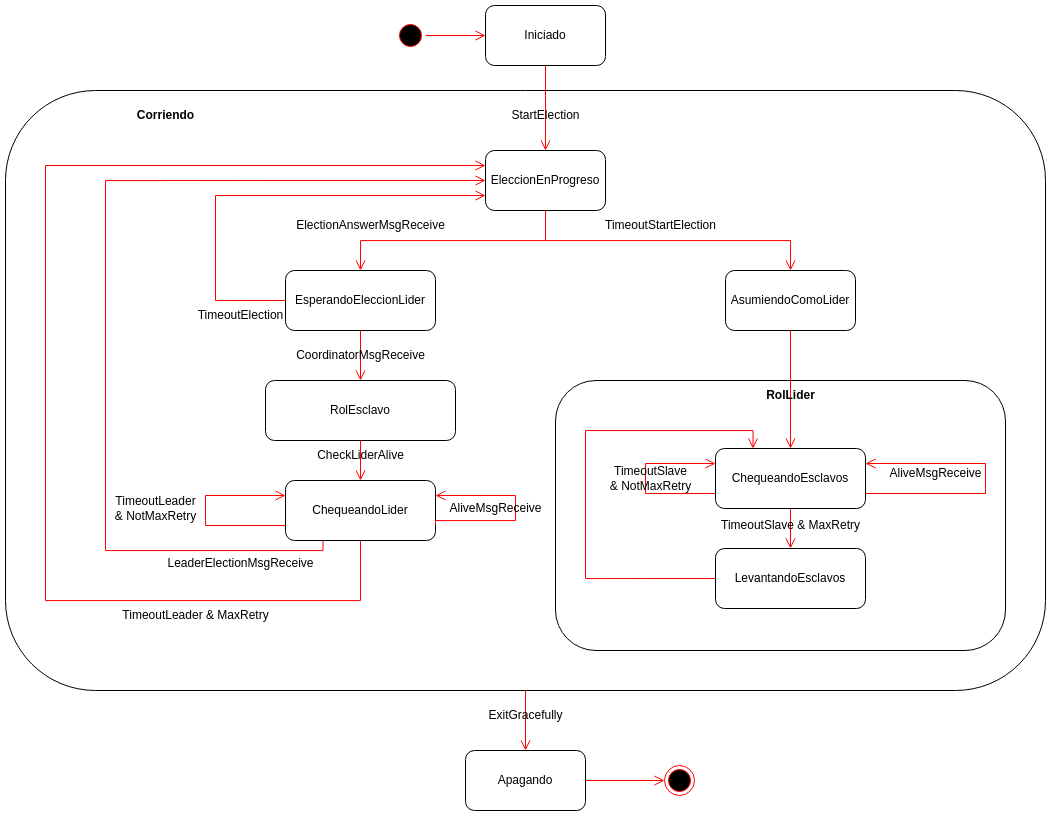 Iniciado
Corriendo
StartElection
EleccionEnProgreso
ElectionAnswerMsgReceive
TimeoutStartElection
EsperandoEleccionLider
AsumiendoComoLider
TimeoutElection
CoordinatorMsgReceive
RolLider
RolEsclavo
CheckLiderAlive
TimeoutSlave
& NotMaxRetry
ChequeandoEsclavos
AliveMsgReceive
TimeoutLeader
& NotMaxRetry
ChequeandoLider
AliveMsgReceive
TimeoutSlave & MaxRetry
LeaderElectionMsgReceive
LevantandoEsclavos
TimeoutLeader & MaxRetry
ExitGracefully
Apagando